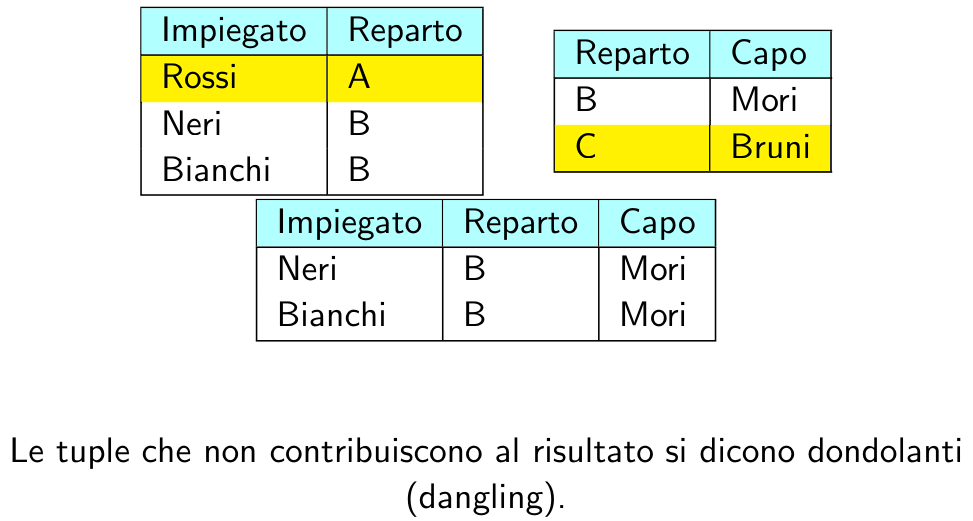 Impiegato Reparto
Rossi A
Neri B
Bianchi B
Reparto Capo
B Mori
C Bruni
Impiegato Reparto Capo
Neri B Mori
Bianchi B Mori
Le tuple che non contribuiscono al risultato si dicono dondolanti
(dangling).